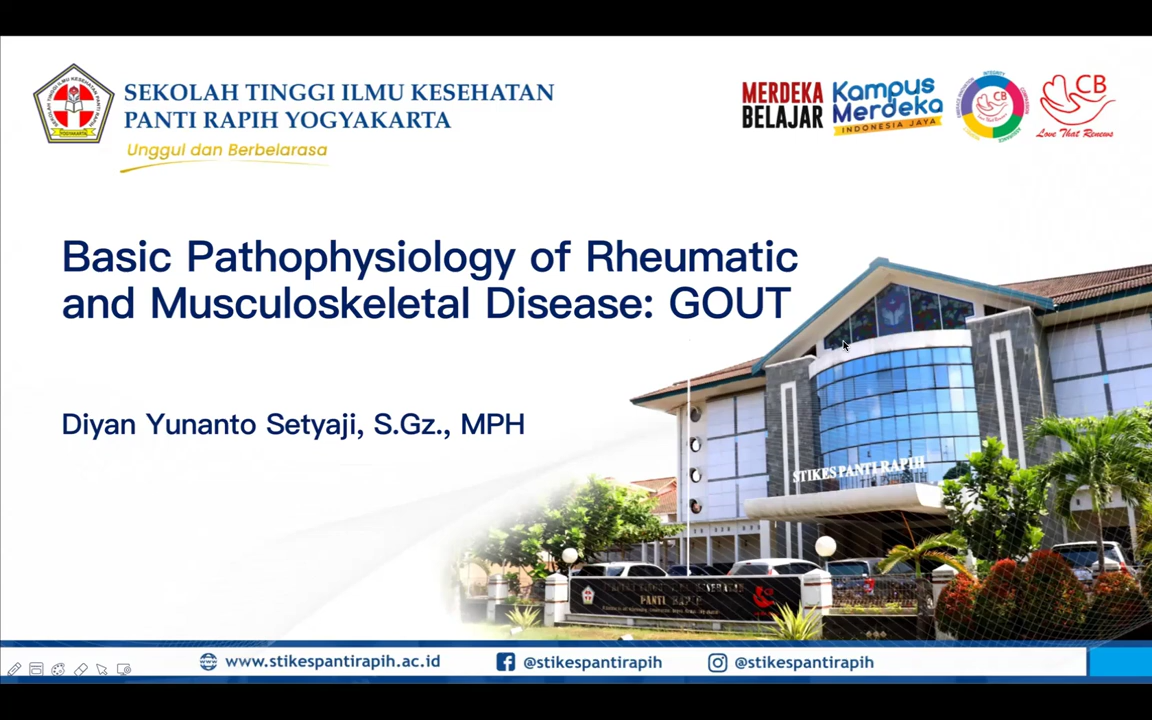 SEKOLAH TINGGI ILMU KESEHATAN
PANTI RAPIH YOGYAKARTA
Unggul dan Berbelarasa
MERDEKA
BELAJAR
Kampus
Merdeka
INDONESIA JAYA
CB
Love That Renews
Basic Pathophysiology of Rheumatic
and Musculoskeletal Disease: GOUT
Diyan Yunanto Setyaji, S.Gz., MPH
STIKES PANTI RAPIH
PANTI RAPIH
www.stikespantirapih.ac.id
@stikespantirapih
@stikespantirapih